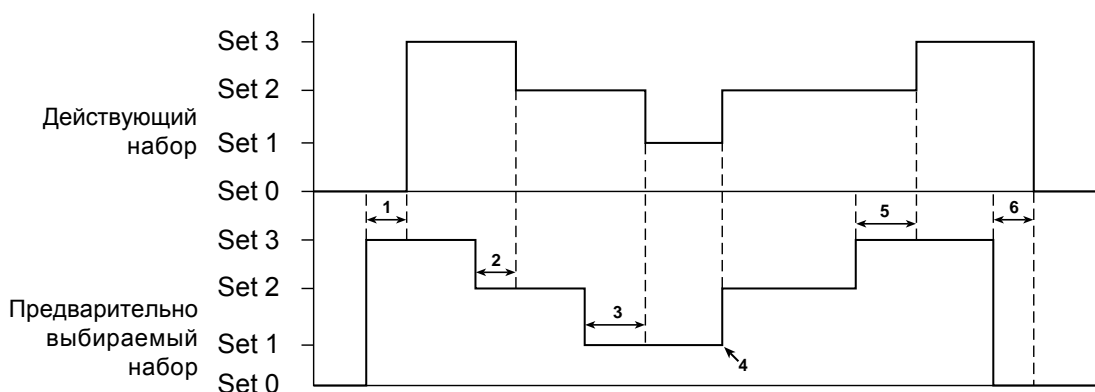 Set 3
Set 2
Действующий
набор
Set 1
Set 0
1
5
6
Set 3
2
Set 2
Предварительно
выбираемый
набор
3
Set 1
4
Set 0